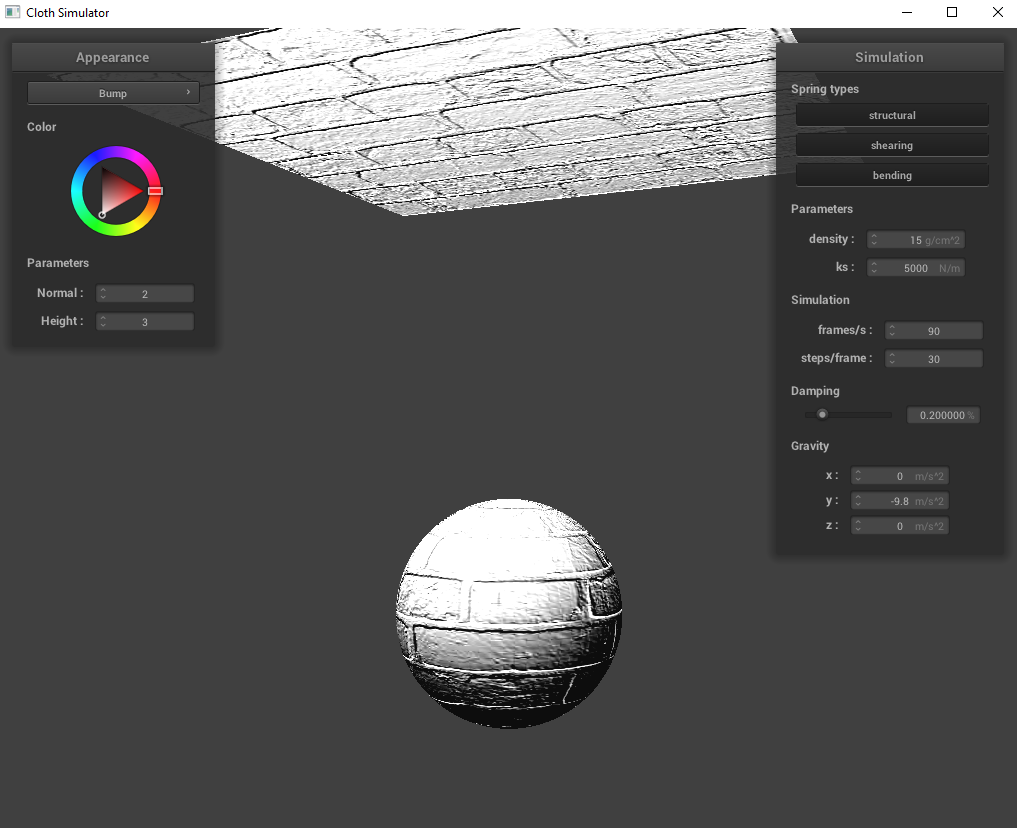 Cloth Simulator
Appearance
Bump
Color
Parameters
Normal : 2
Height : 3
Simulation
Spring types
structural
shearing
bending
Parameters
density : 15 g/cm^2
ks : 5000 N/m
Simulation
frames/s : 90
steps/frame : 30
Damping
0.200000 %
Gravity
x : 0 m/s^2
y : -9.8 m/s^2
z : 0 m/s^2